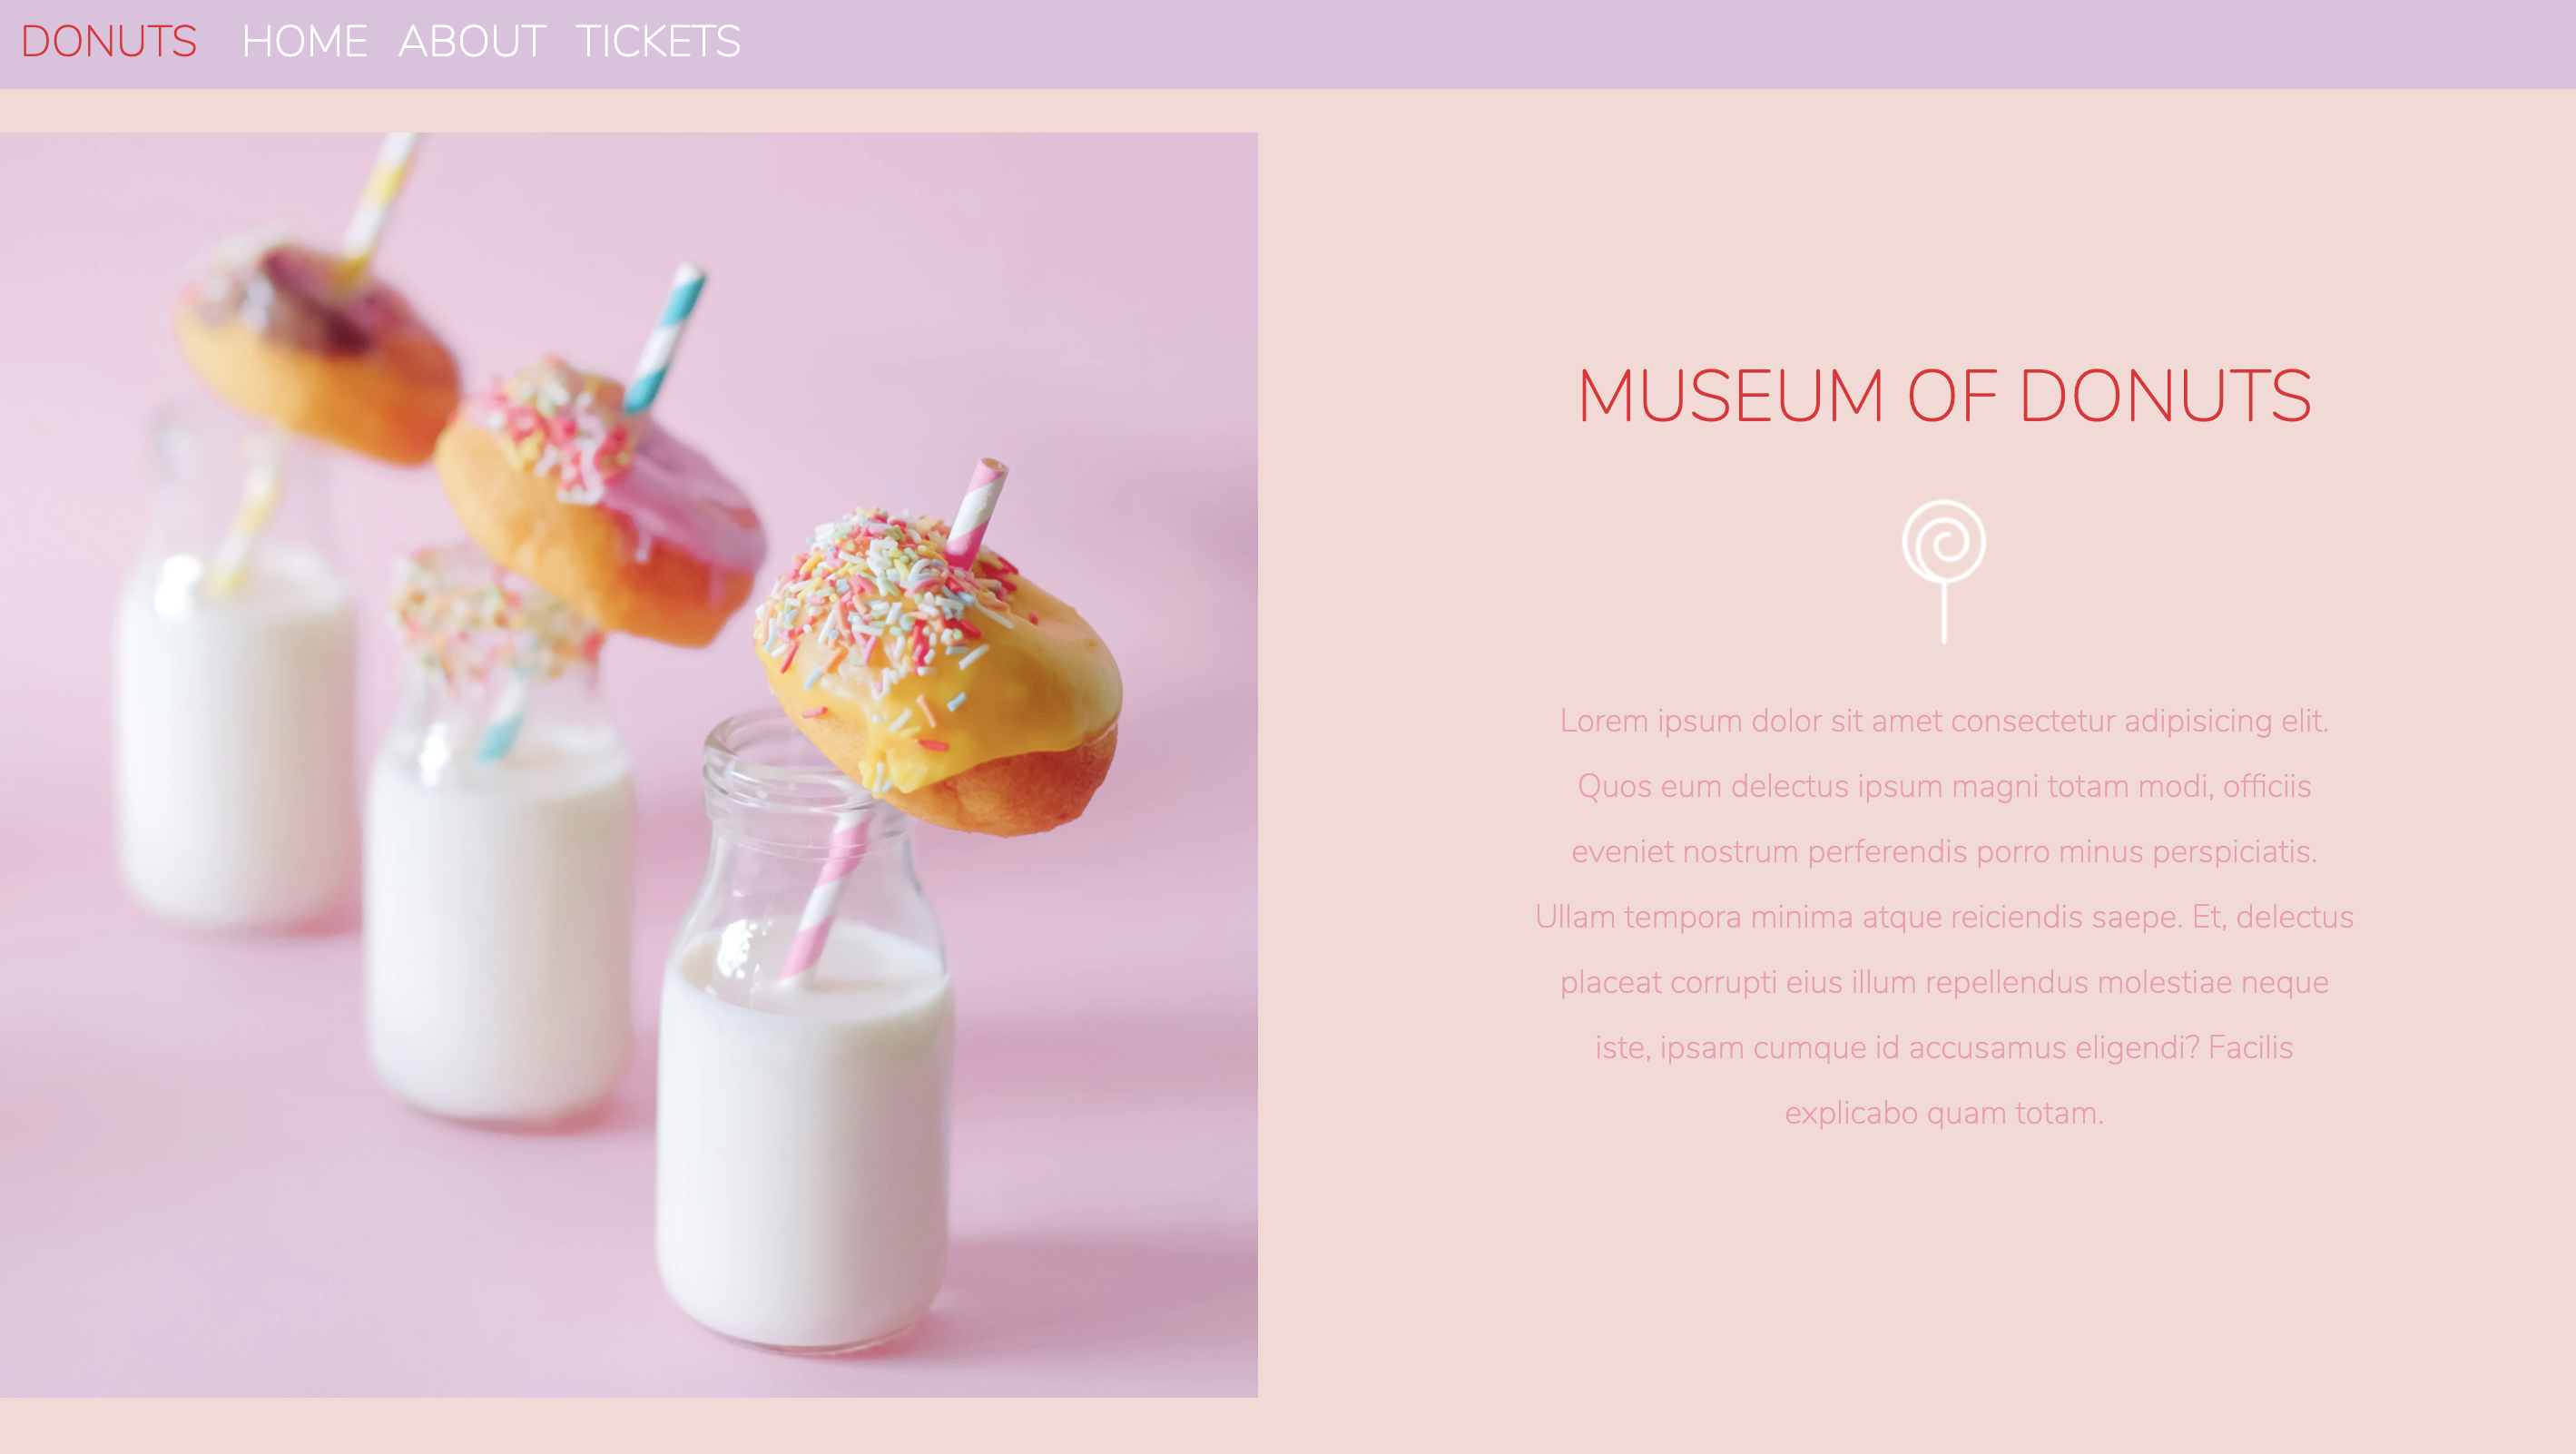 DONUTS HOME ABOUT TICKETS
MUSEUM OF DONUTS
Lorem ipsum dolor sit amet consectetur adipisicing elit.
Quos eum delectus ipsum magni totam modi, officiis
eveniet nostrum perferendis porro minus perspiciatis.
Ullam tempora minima atque reiciendis saepe. Et, delectus
placeat corrupti eius illum repellendus molestiae neque
iste, ipsam cumque id accusamus eligendi? Facilis
explicabo quam totam.